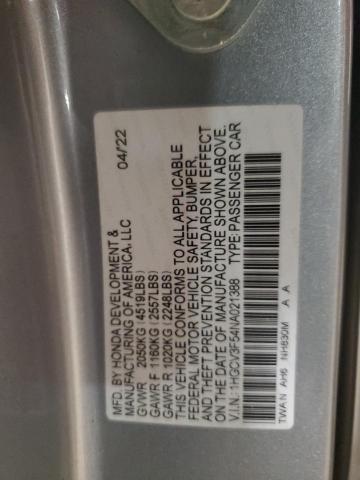 MFD. BY HONDA DEVELOPMENT &
MANUFACTURING OF AMERICA, LLC 04/22
GVWR 2050KG (4519LBS)
GAWR F 1160KG (2557LBS)
GAWR R 1020KG (2248LBS)
THIS VEHICLE CONFORMS TO ALL APPLICABLE
FEDERAL MOTOR VEHICLE SAFETY, BUMPER,
AND THEFT PREVENTION STANDARDS IN EFFECT
ON THE DATE OF MANUFACTURE SHOWN ABOVE.
V.I.N.: 1HGCV3F54NA021388 TYPE: PASSENGER CAR
TWAN AH6 NH830M A A